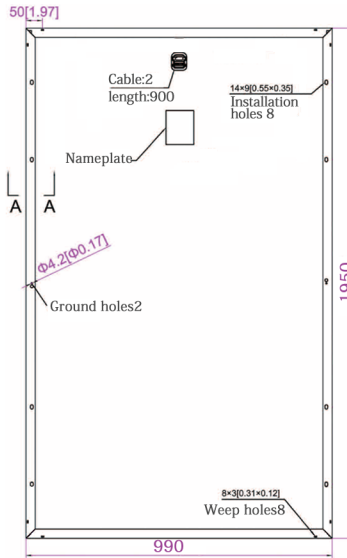 50[1.97]
Cable:2
length:900
14×9[0.55×0.35]
Installation
holes 8
Nameplate
A A
Φ4.2[Φ0.17]
Ground holes2
1950
8×3[0.31×0.12]
Weep holes8
990